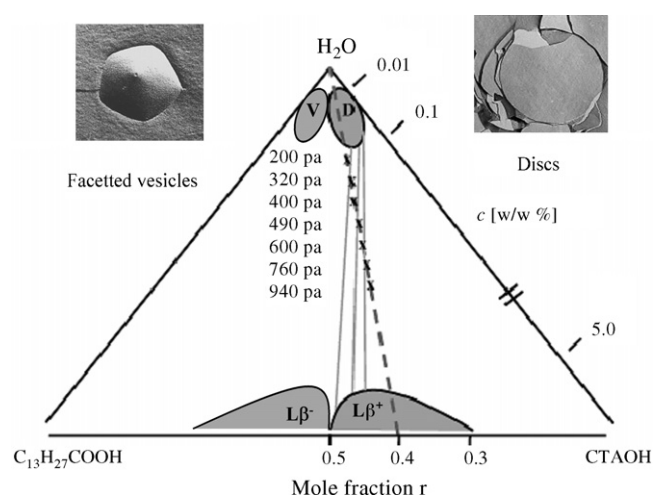 H₂O
0.01
V
D
0.1
200 pa
320 pa
400 pa
490 pa
600 pa
760 pa
940 pa
Facetted vesicles
Discs
c [w/w %]
5.0
x
x
x
x
x
x
x
Lβ⁻
Lβ⁺
C₁₃H₂₇COOH
0.5
0.4
0.3
CTAOH
Mole fraction r